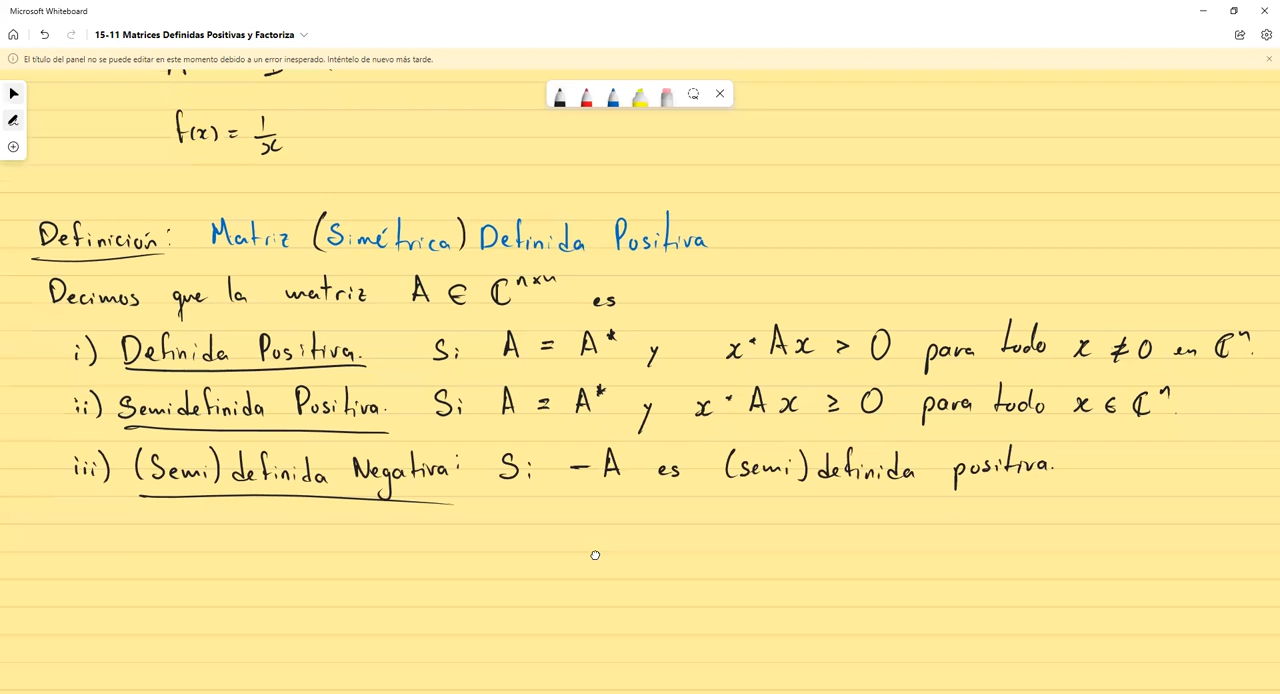 Microsoft Whiteboard
15-11 Matrices Definidas Positivas y Factoriza
El título del panel no se puede editar en este momento debido a un error inesperado. Inténtelo de nuevo más tarde.
f(x) = 1/x
Definición: Matriz (Simétrica) Definida Positiva
Decimos que la matriz A ∈ ℂ^{n×n} es
i) Definida Positiva. Si A = A* y x* Ax > 0 para todo x ≠ 0 en ℂ^n.
ii) Semidefinida Positiva. Si A = A* y x* A x ≥ 0 para todo x ∈ ℂ^n.
iii) (Semi) definida Negativa: Si -A es (semi) definida positiva.